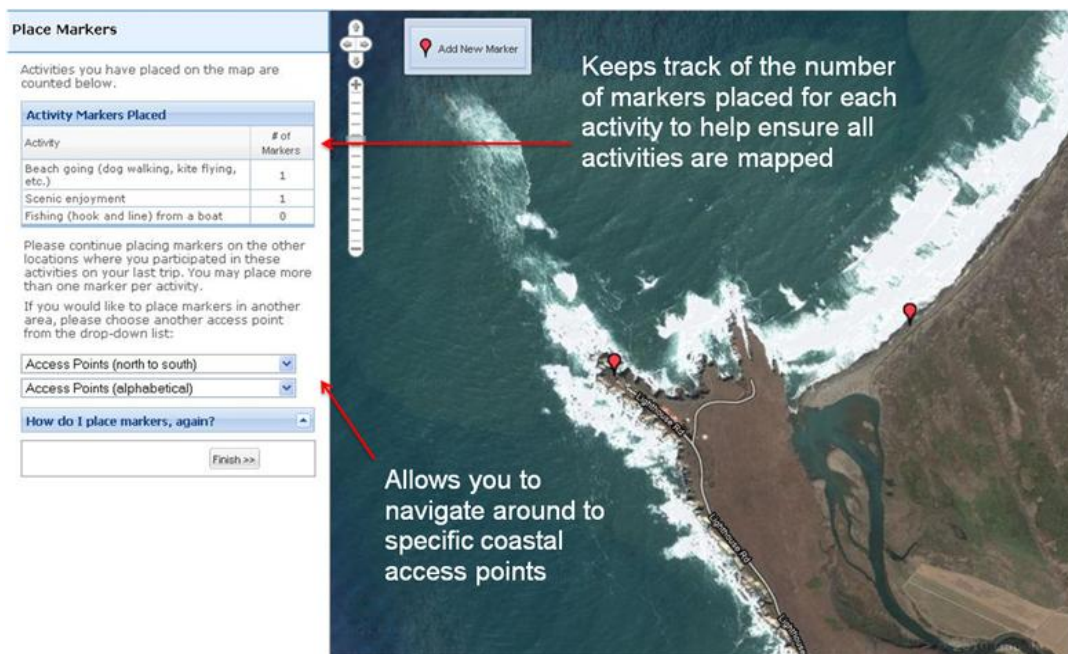 Place Markers
Activities you have placed on the map are
counted below.
Activity Markers Placed
Activity
# of
Markers
Beach going (dog walking, kite flying,
etc.)
1
Scenic enjoyment
1
Fishing (hook and line) from a boat
0
Please continue placing markers on the other
locations where you participated in these
activities on your last trip. You may place more
than one marker per activity.
If you would like to place markers in another
area, please choose another access point
from the drop-down list:
Access Points (north to south)
Access Points (alphabetical)
How do I place markers, again?
Finish >>
Add New Marker
Keeps track of the number
of markers placed for each
activity to help ensure all
activities are mapped
Allows you to
navigate around to
specific coastal
access points
Lighthouse Rd
Lighthouse Rd
Lighthouse